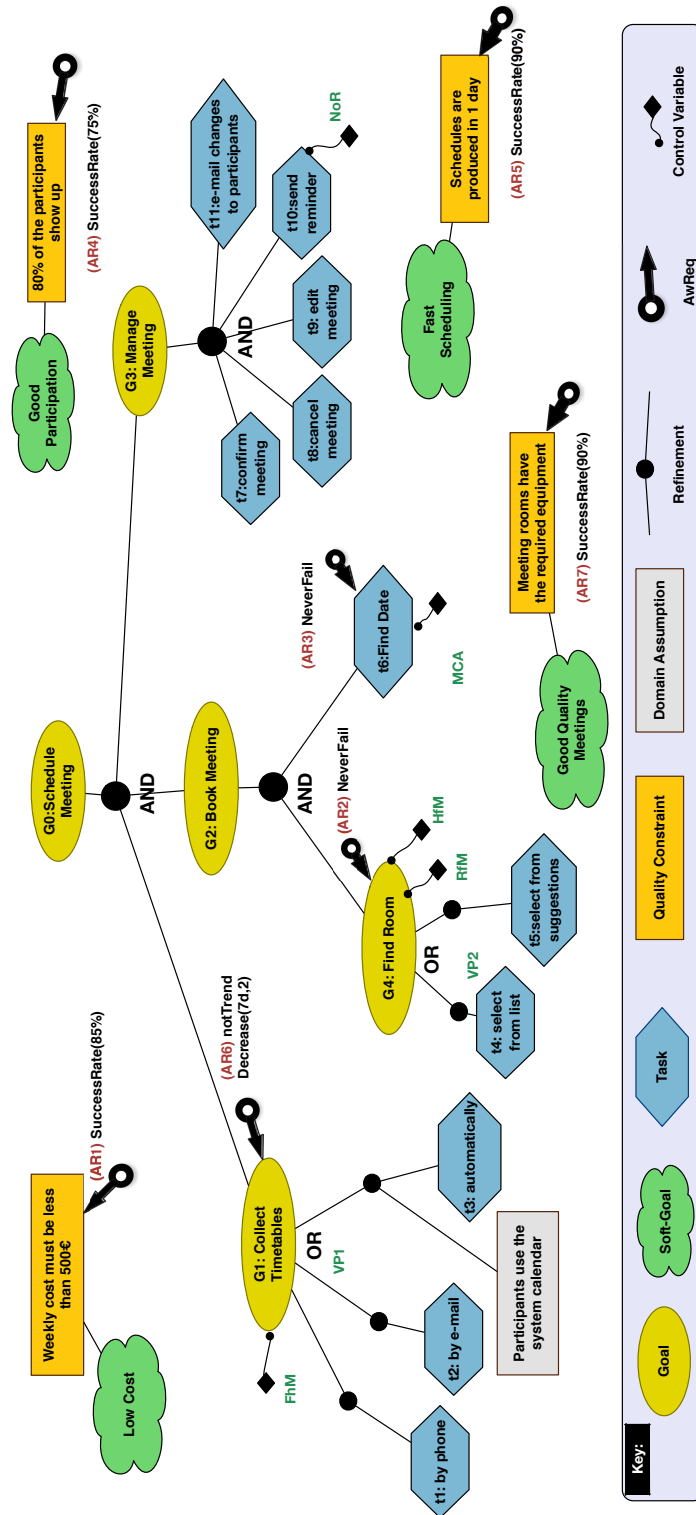 Weekly cost must be less
than 500€
Low Cost
(AR1) SuccessRate(85%)
G0:Schedule
Meeting
AND
80% of the participants
show up
Good
Participation
(AR4) SuccessRate(75%)
G3: Manage
Meeting
AND
t11:e-mail changes
to participants
t10:send
reminder
NoR
t9: edit
meeting
t8:cancel
meeting
t7:confirm
meeting
G2: Book Meeting
AND
(AR6) notTrend
Decrease(7d,2)
G1: Collect
Timetables
OR
VP1
FhM
t1: by phone
t2: by e-mail
t3: automatically
Participants use the
system calendar
(AR2) NeverFail
G4: Find Room
OR
VP2
RfM
HfM
t4: select
from list
t5:select from
suggestions
(AR3) NeverFail
t6:Find Date
MCA
Good Quality
Meetings
Meeting rooms have
the required equipment
(AR7) SuccessRate(90%)
Fast
Scheduling
Schedules are
produced in 1 day
(AR5) SuccessRate(90%)
Key:
Goal
Soft-Goal
Task
Quality Constraint
Domain Assumption
Refinement
AwReq
Control Variable